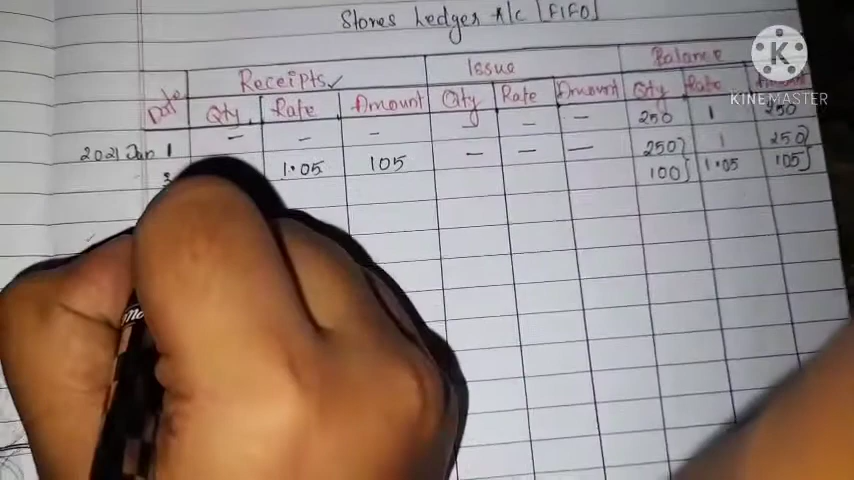 Stores Ledger A/c [FIFO]
Date Receipts✓ Issue Balance
Qty Rate Amount Qty Rate Amount Qty Rate Amount
2021 Jan 1 – – – – – – 250 1 250
3 1.05 105 – – – 250} 1 250}
100} 1.05 105}
KINEMASTER